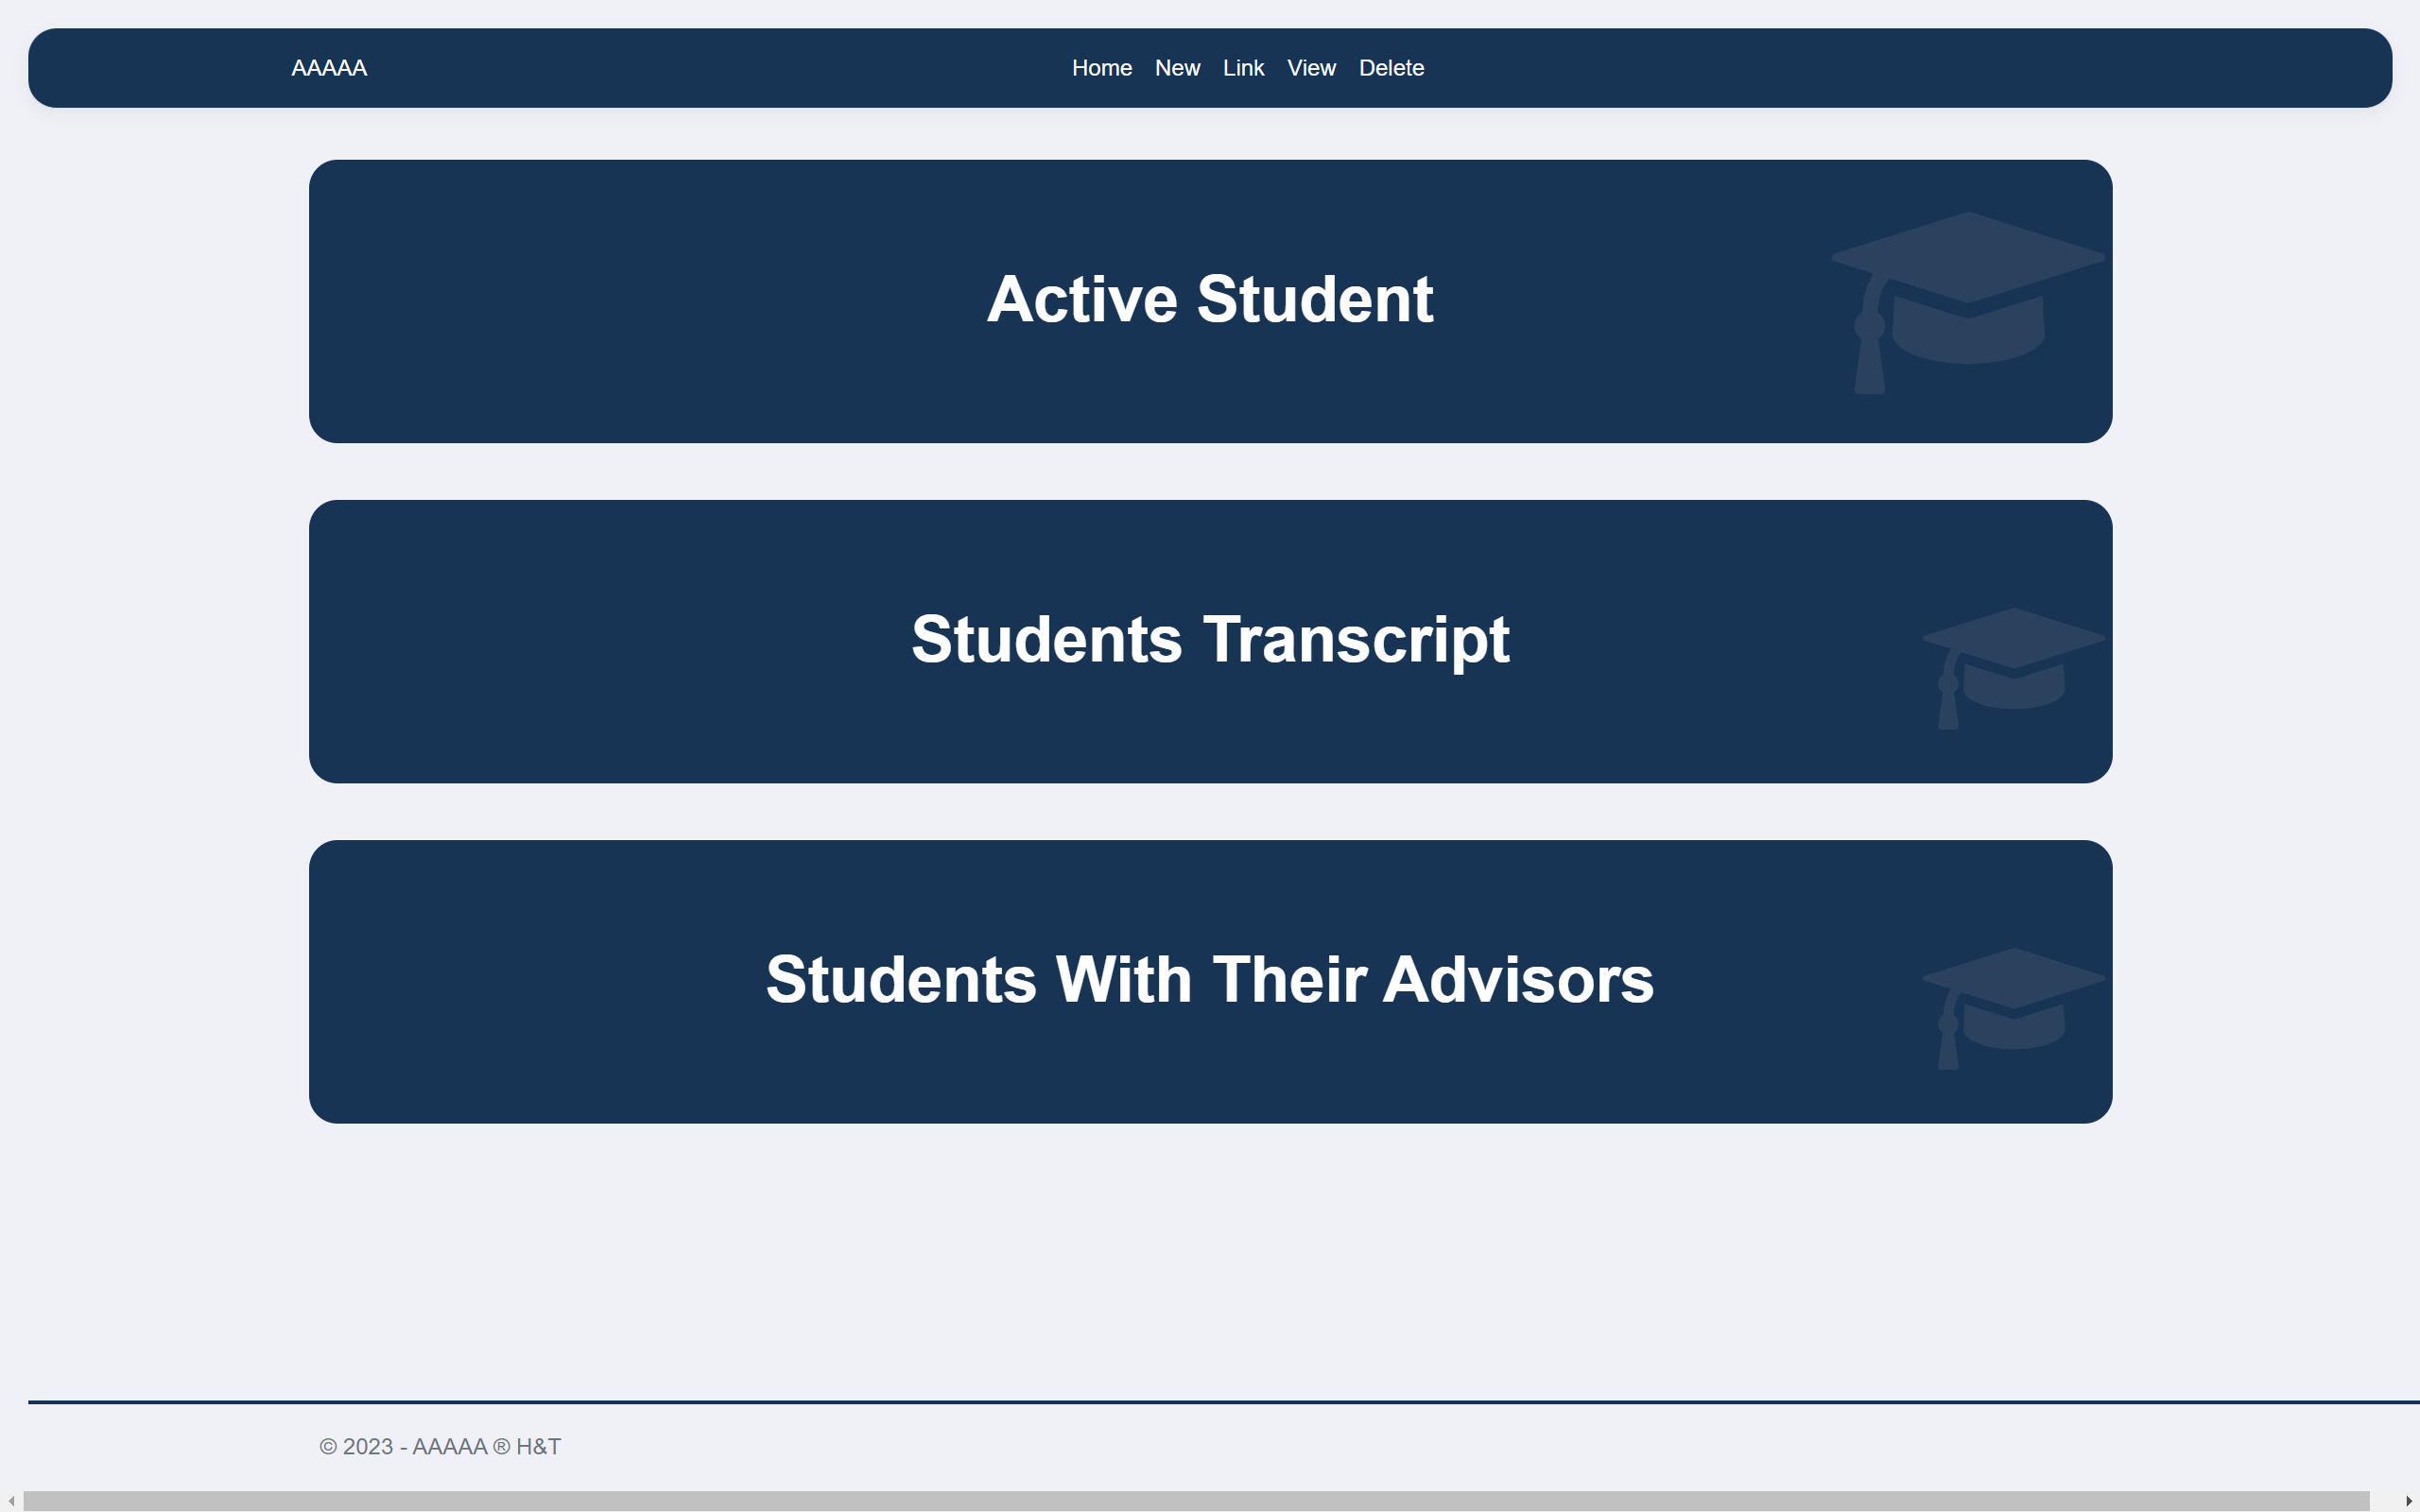 AAAAA Home New Link View Delete
Active Student
Students Transcript
Students With Their Advisors
© 2023 - AAAAA ® H&T